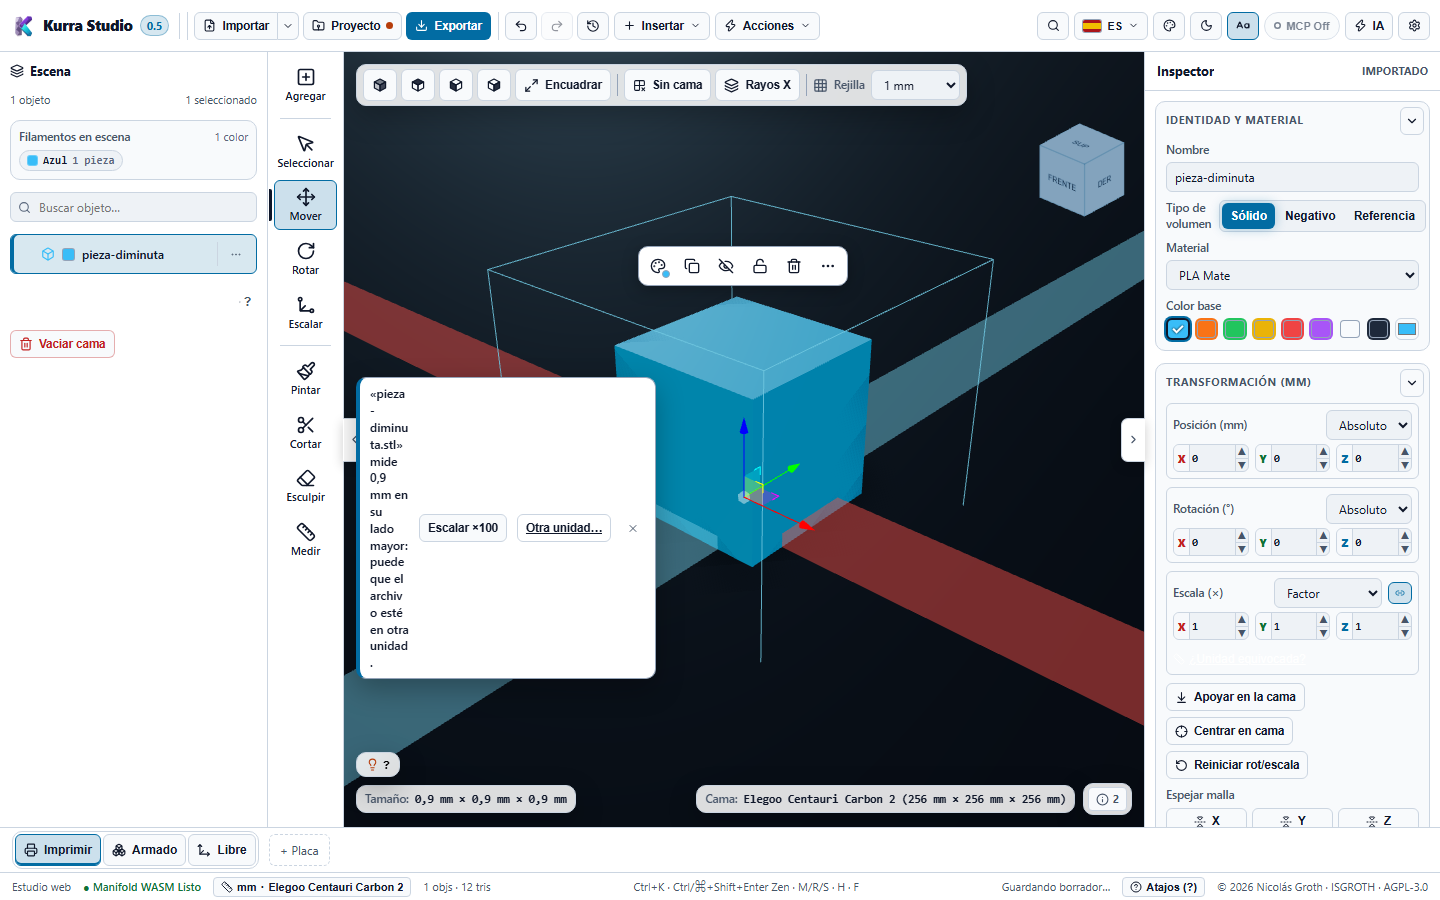 Kurra Studio 0.5
Importar
Proyecto
Exportar
Insertar
Acciones
ES
MCP Off
IA
Escena
1 objeto
1 seleccionado
Filamentos en escena
1 color
Azul 1 pieza
Buscar objeto...
pieza-diminuta
?
Vaciar cama
Agregar
Seleccionar
Mover
Rotar
Escalar
Pintar
Cortar
Esculpir
Medir
Encuadrar
Sin cama
Rayos X
Rejilla
1 mm
SUP
FRENTE
DER
«pieza
-
diminu
ta.stl»
mide
0,9
mm en
su
lado
mayor:
puede
que el
archiv
o esté
en otra
unidad
.
Escalar ×100
Otra unidad...
?
Tamaño: 0,9 mm × 0,9 mm × 0,9 mm
Cama: Elegoo Centauri Carbon 2 (256 mm × 256 mm × 256 mm)
2
Inspector
IMPORTADO
IDENTIDAD Y MATERIAL
Nombre
pieza-diminuta
Tipo de
volumen
Sólido
Negativo
Referencia
Material
PLA Mate
Color base
TRANSFORMACIÓN (MM)
Posición (mm)
Absoluto
X 0
Y 0
Z 0
Rotación (°)
Absoluto
X 0
Y 0
Z 0
Escala (×)
Factor
X 1
Y 1
Z 1
Apoyar en la cama
Centrar en cama
Reiniciar rot/escala
Espejar malla
X
Y
Z
Imprimir
Armado
Libre
+ Placa
Estudio web
Manifold WASM Listo
mm · Elegoo Centauri Carbon 2
1 objs · 12 tris
Ctrl+K · Ctrl/⌘+Shift+Enter Zen · M/R/S · H · F
Guardando borrador...
Atajos (?)
© 2026 Nicolás Groth · ISGROTH · AGPL-3.0